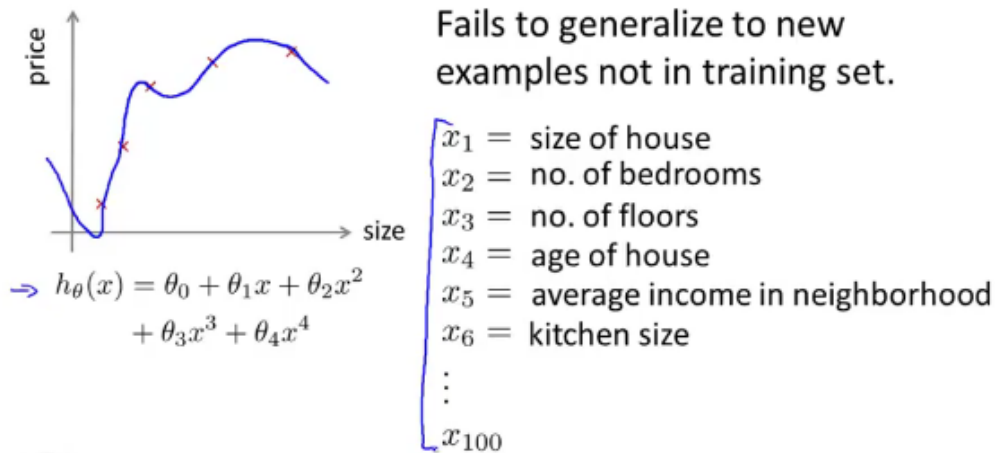 price
size
h_θ(x) = θ₀ + θ₁x + θ₂x²
+ θ₃x³ + θ₄x⁴
Fails to generalize to new
examples not in training set.
x₁ = size of house
x₂ = no. of bedrooms
x₃ = no. of floors
x₄ = age of house
x₅ = average income in neighborhood
x₆ = kitchen size
⋮
x₁₀₀